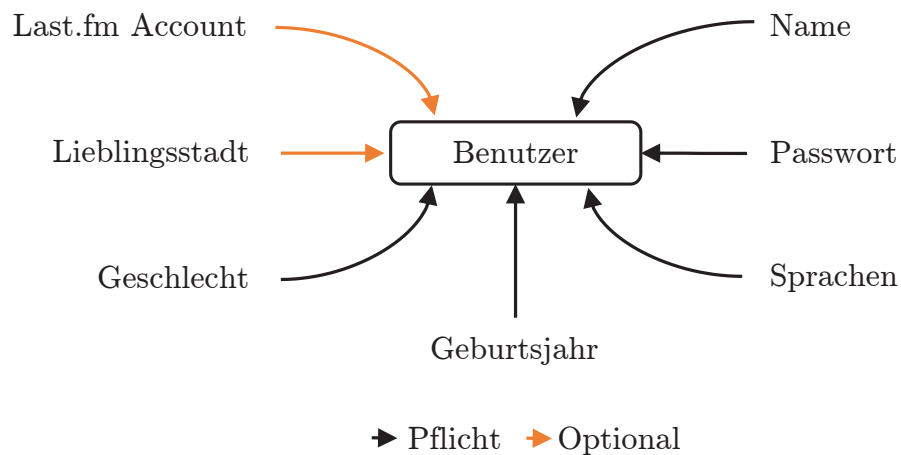 Last.fm Account
Name
Lieblingsstadt
Benutzer
Passwort
Geschlecht
Sprachen
Geburtsjahr
Pflicht
Optional